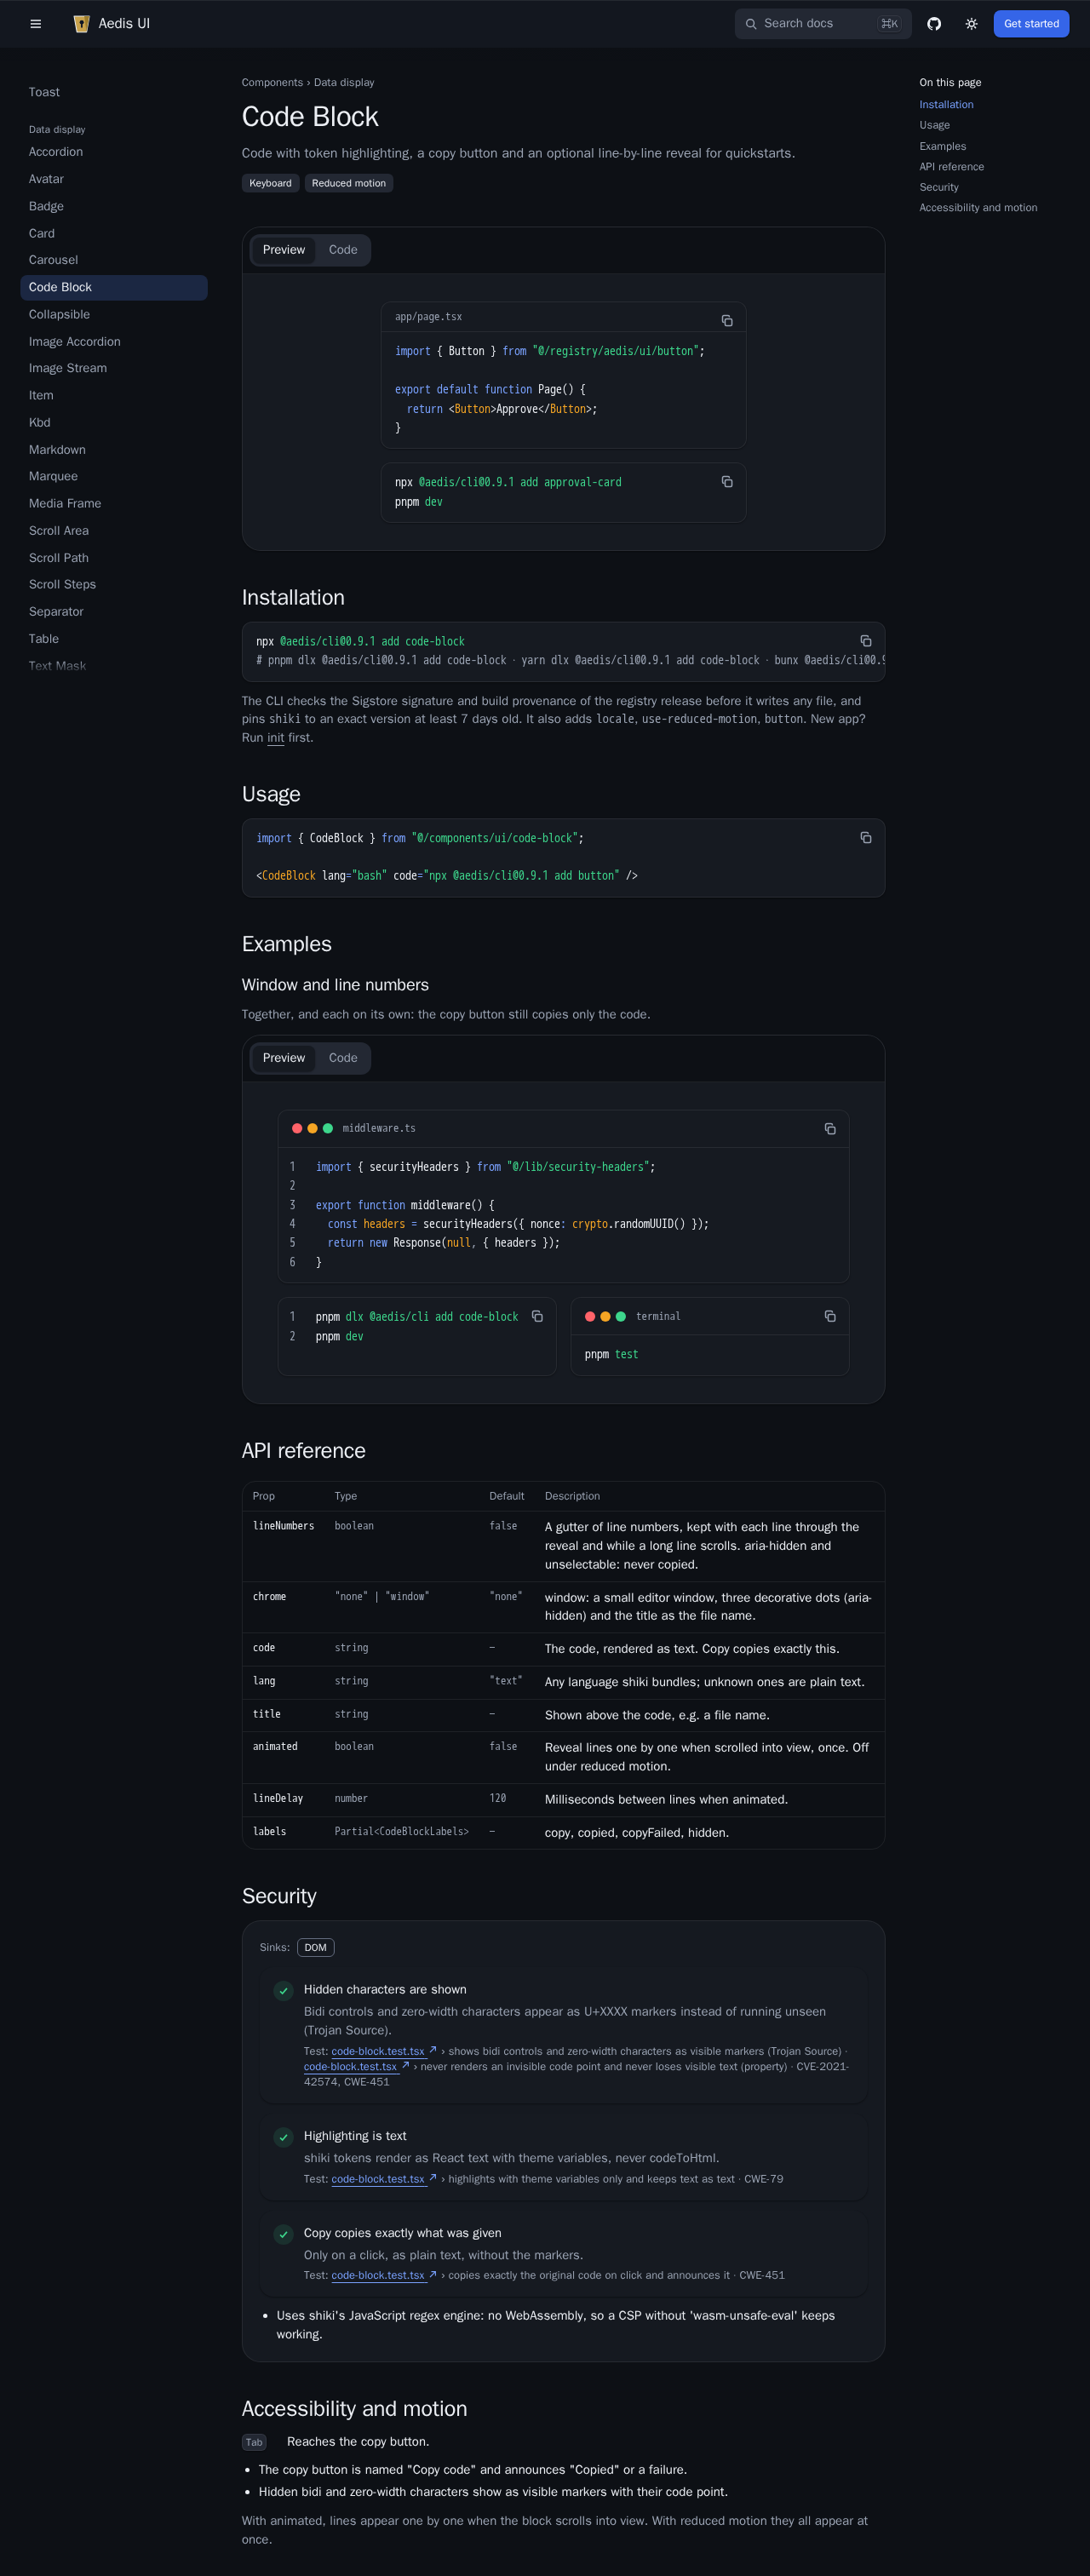 Aedis UI
Search docs
⌘K
Get started
Toast
Data display
Accordion
Avatar
Badge
Card
Carousel
Code Block
Collapsible
Image Accordion
Image Stream
Item
Kbd
Markdown
Marquee
Media Frame
Scroll Area
Scroll Path
Scroll Steps
Separator
Table
Text Mask
Components › Data display
Code Block
Code with token highlighting, a copy button and an optional line-by-line reveal for quickstarts.
Keyboard
Reduced motion
Preview
Code
app/page.tsx
import { Button } from "@/registry/aedis/ui/button";
export default function Page() {
return <Button>Approve</Button>;
}
npx @aedis/cli@0.9.1 add approval-card
pnpm dev
Installation
npx @aedis/cli@0.9.1 add code-block
# pnpm dlx @aedis/cli@0.9.1 add code-block · yarn dlx @aedis/cli@0.9.1 add code-block · bunx @aedis/cli@0.9
The CLI checks the Sigstore signature and build provenance of the registry release before it writes any file, and
pins shiki to an exact version at least 7 days old. It also adds locale, use-reduced-motion, button. New app?
Run init first.
Usage
import { CodeBlock } from "@/components/ui/code-block";
<CodeBlock lang="bash" code="npx @aedis/cli@0.9.1 add button" />
Examples
Window and line numbers
Together, and each on its own: the copy button still copies only the code.
Preview
Code
middleware.ts
1 import { securityHeaders } from "@/lib/security-headers";
2
3 export function middleware() {
4 const headers = securityHeaders({ nonce: crypto.randomUUID() });
5 return new Response(null, { headers });
6 }
1 pnpm dlx @aedis/cli add code-block
2 pnpm dev
terminal
pnpm test
API reference
Prop Type Default Description
lineNumbers boolean false A gutter of line numbers, kept with each line through the
reveal and while a long line scrolls. aria-hidden and
unselectable: never copied.
chrome "none" | "window" "none" window: a small editor window, three decorative dots (aria-
hidden) and the title as the file name.
code string — The code, rendered as text. Copy copies exactly this.
lang string "text" Any language shiki bundles; unknown ones are plain text.
title string — Shown above the code, e.g. a file name.
animated boolean false Reveal lines one by one when scrolled into view, once. Off
under reduced motion.
lineDelay number 120 Milliseconds between lines when animated.
labels Partial<CodeBlockLabels> — copy, copied, copyFailed, hidden.
Security
Sinks: DOM
Hidden characters are shown
Bidi controls and zero-width characters appear as U+XXXX markers instead of running unseen
(Trojan Source).
Test: code-block.test.tsx ↗ › shows bidi controls and zero-width characters as visible markers (Trojan Source) ·
code-block.test.tsx ↗ › never renders an invisible code point and never loses visible text (property) · CVE-2021-
42574, CWE-451
Highlighting is text
shiki tokens render as React text with theme variables, never codeToHtml.
Test: code-block.test.tsx ↗ › highlights with theme variables only and keeps text as text · CWE-79
Copy copies exactly what was given
Only on a click, as plain text, without the markers.
Test: code-block.test.tsx ↗ › copies exactly the original code on click and announces it · CWE-451
• Uses shiki's JavaScript regex engine: no WebAssembly, so a CSP without 'wasm-unsafe-eval' keeps
working.
Accessibility and motion
Tab Reaches the copy button.
• The copy button is named "Copy code" and announces "Copied" or a failure.
• Hidden bidi and zero-width characters show as visible markers with their code point.
With animated, lines appear one by one when the block scrolls into view. With reduced motion they all appear at
once.
On this page
Installation
Usage
Examples
API reference
Security
Accessibility and motion